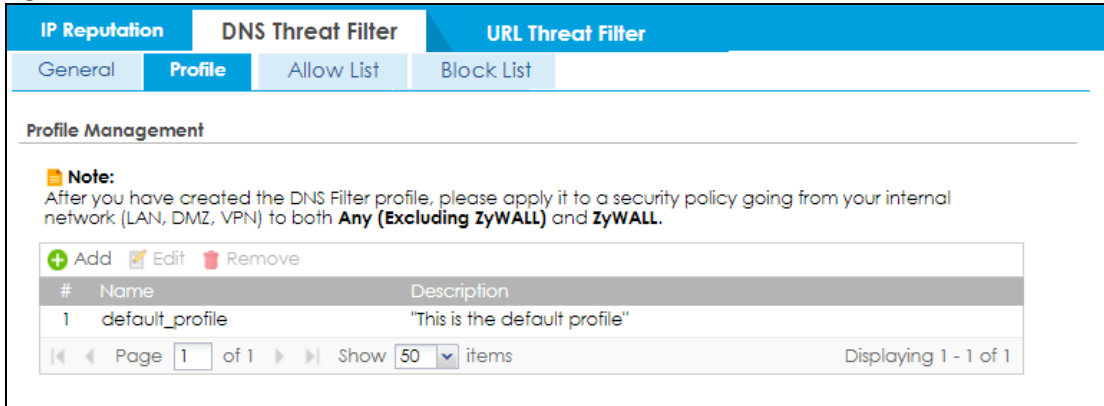 IP Reputation DNS Threat Filter URL Threat Filter
General Profile Allow List Block List
Profile Management
Note:
After you have created the DNS Filter profile, please apply it to a security policy going from your internal
network (LAN, DMZ, VPN) to both Any (Excluding ZyWALL) and ZyWALL.
Add Edit Remove
# Name Description
1 default_profile "This is the default profile"
Page 1 of 1 Show 50 items Displaying 1 - 1 of 1